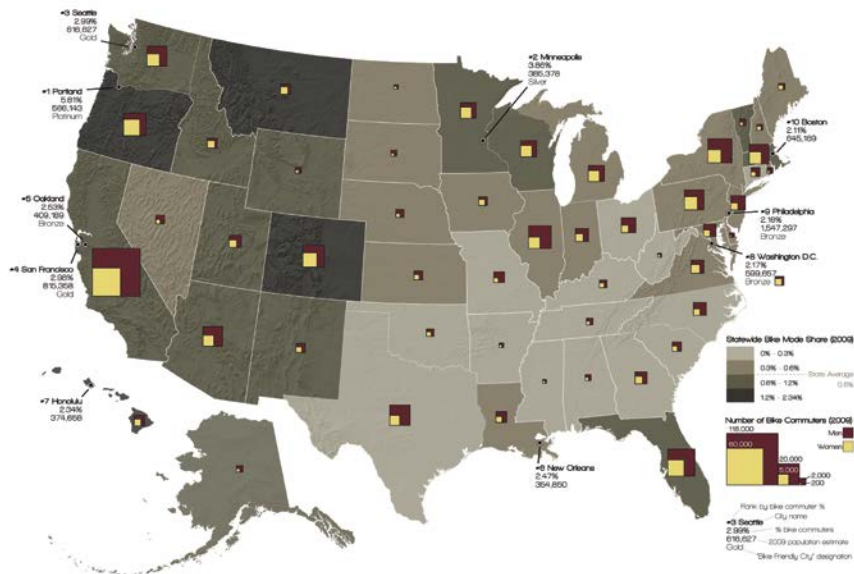 #3 Seattle
2.99%
616,627
Gold
#1 Portland
5.81%
566,143
Platinum
#2 Minneapolis
3.86%
385,378
Silver
#10 Boston
2.11%
645,169
#5 Oakland
2.53%
409,189
Bronze
#4 San Francisco
2.98%
815,358
Gold
#9 Philadelphia
2.16%
1,547,297
Bronze
#8 Washington D.C.
2.17%
599,657
Bronze
#7 Honolulu
2.34%
374,658
#6 New Orleans
2.47%
354,850
Statewide Bike Mode Share (2009)
0% - 0.3%
0.3% - 0.6%
State Average
0.6%
0.6% - 1.2%
1.2% - 2.34%
Number of Bike Commuters (2009)
118,000
Men
60,000
Women
20,000
5,000
2,000
200
Rank by bike commuter %
City name
#3 Seattle
2.99%
% bike commuters
616,627
2009 population estimate
Gold
"Bike Friendly City" designation